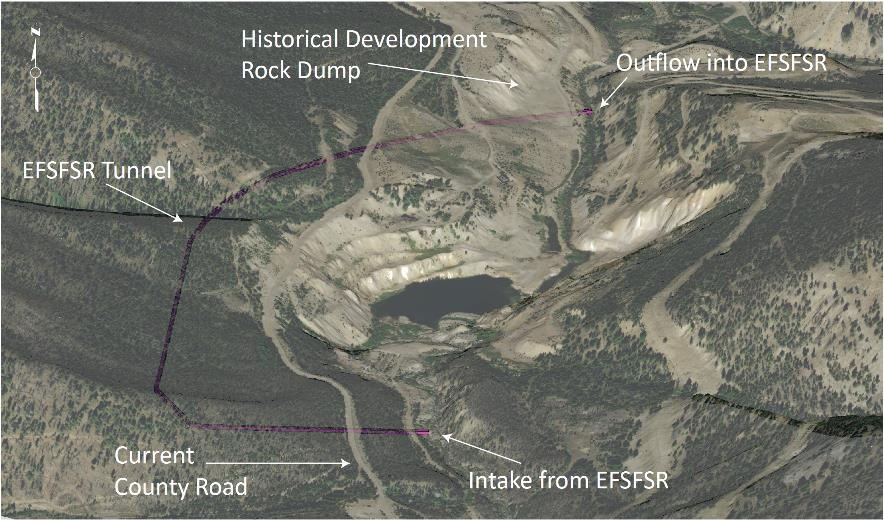 N
Historical Development
Rock Dump
Outflow into EFSFSR
EFSFSR Tunnel
Current
County Road
Intake from EFSFSR